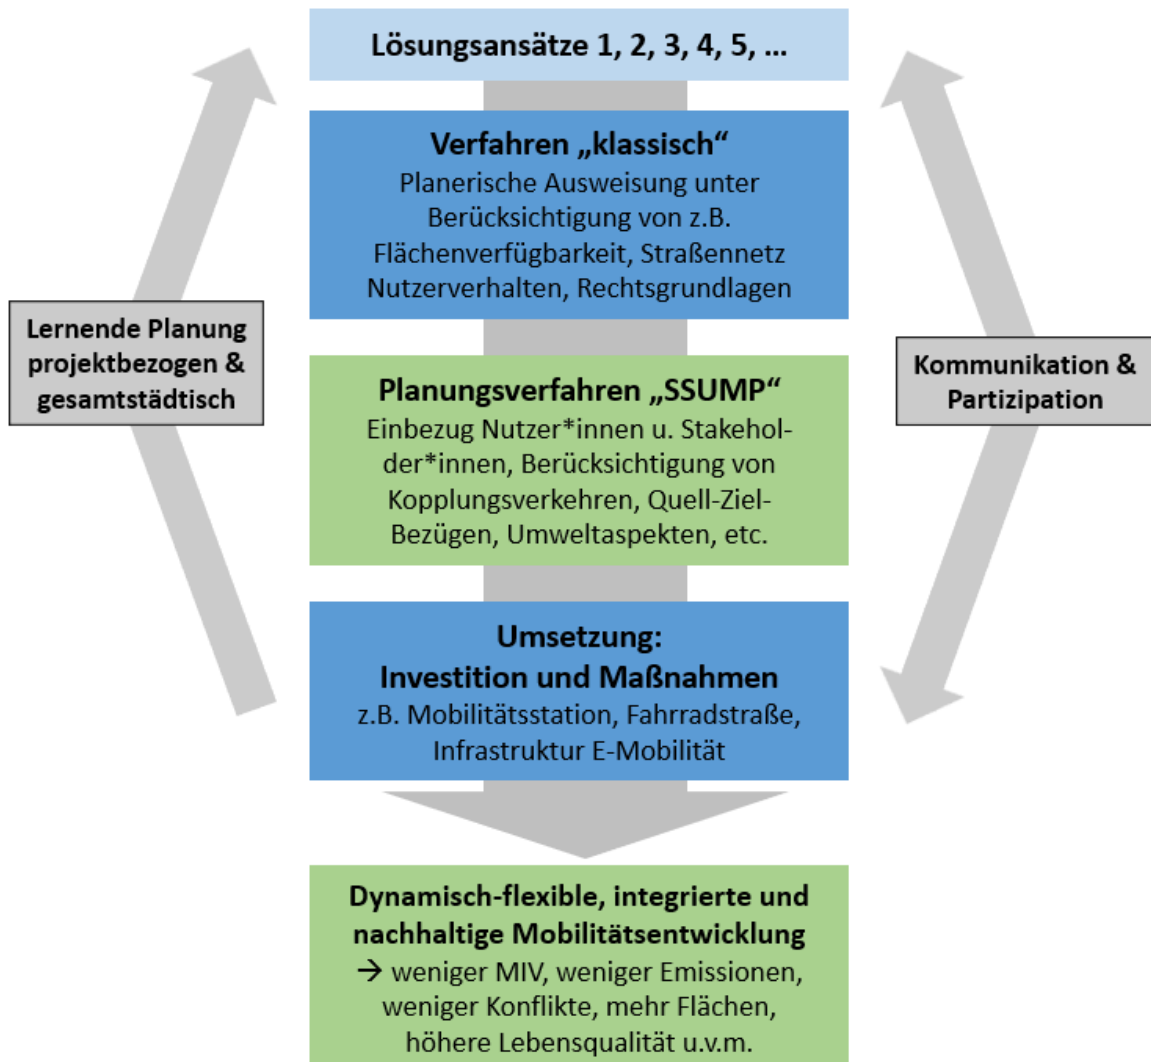 Lösungsansätze 1, 2, 3, 4, 5, …
Verfahren „klassisch“
Planerische Ausweisung unter
Berücksichtigung von z.B.
Flächenverfügbarkeit, Straßennetz
Nutzerverhalten, Rechtsgrundlagen
Lernende Planung
projektbezogen &
gesamtstädtisch
Kommunikation &
Partizipation
Planungsverfahren „SSUMP“
Einbezug Nutzer*innen u. Stakehol-
der*innen, Berücksichtigung von
Kopplungsverkehren, Quell-Ziel-
Bezügen, Umweltaspekten, etc.
Umsetzung:
Investition und Maßnahmen
z.B. Mobilitätsstation, Fahrradstraße,
Infrastruktur E-Mobilität
Dynamisch-flexible, integrierte und
nachhaltige Mobilitätsentwicklung
→ weniger MIV, weniger Emissionen,
weniger Konflikte, mehr Flächen,
höhere Lebensqualität u.v.m.